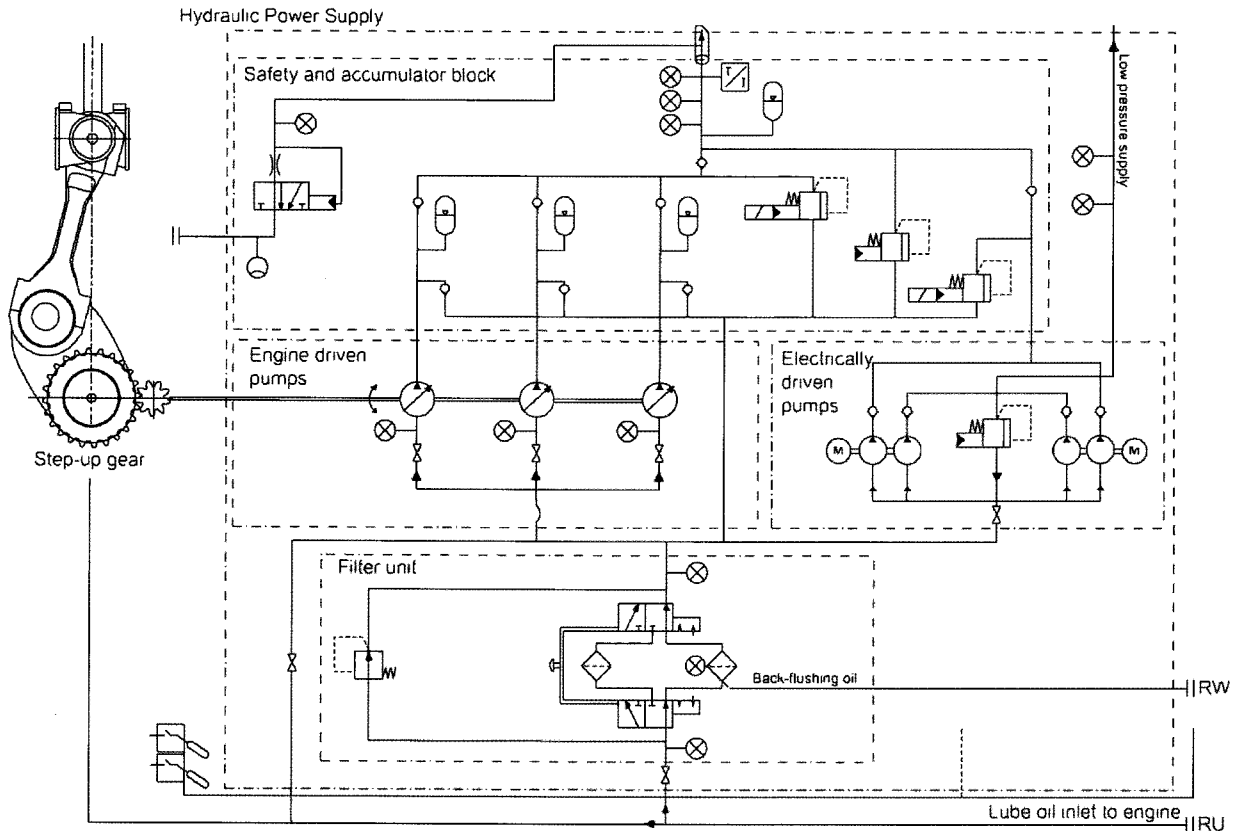 Hydraulic Power Supply
Safety and accumulator block
Low pressure supply
Engine driven
pumps
Electrically
driven
pumps
M
M
Step-up gear
Filter unit
Back-flushing oil
RW
Lube oil inlet to engine
RU